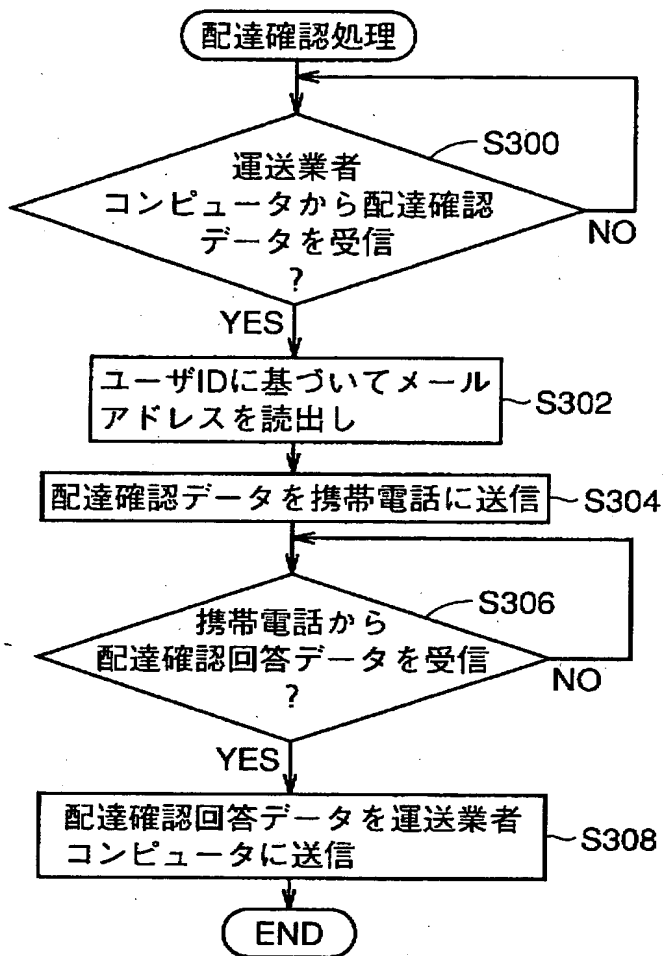 配達確認処理
S300
運送業者
コンピュータから配達確認
データを受信
?
NO
YES
ユーザIDに基づいてメール
アドレスを読出し
S302
配達確認データを携帯電話に送信
S304
S306
携帯電話から
配達確認回答データを受信
?
NO
YES
配達確認回答データを運送業者
コンピュータに送信
S308
END